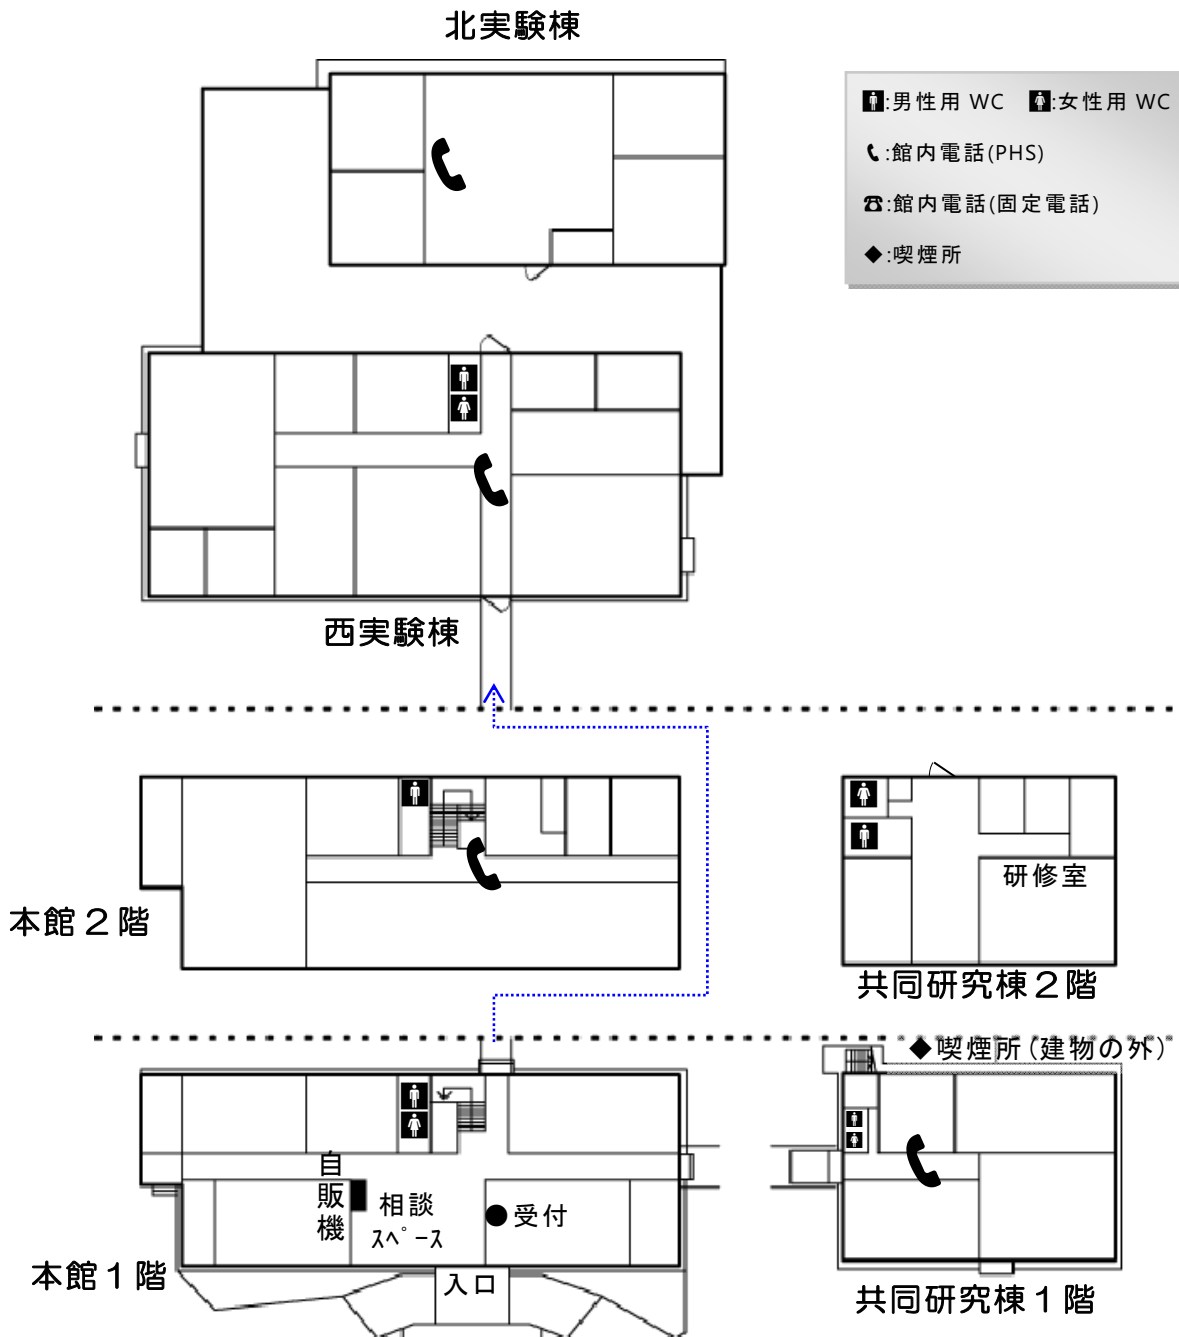 北実験棟
:男性用 WC :女性用 WC
:館内電話(PHS)
☎:館内電話(固定電話)
◆:喫煙所
西実験棟
研修室
本館２階
共同研究棟２階
◆喫煙所(建物の外)
自販機
相談
ｽﾍﾟｰｽ
●受付
本館１階
入口
共同研究棟１階